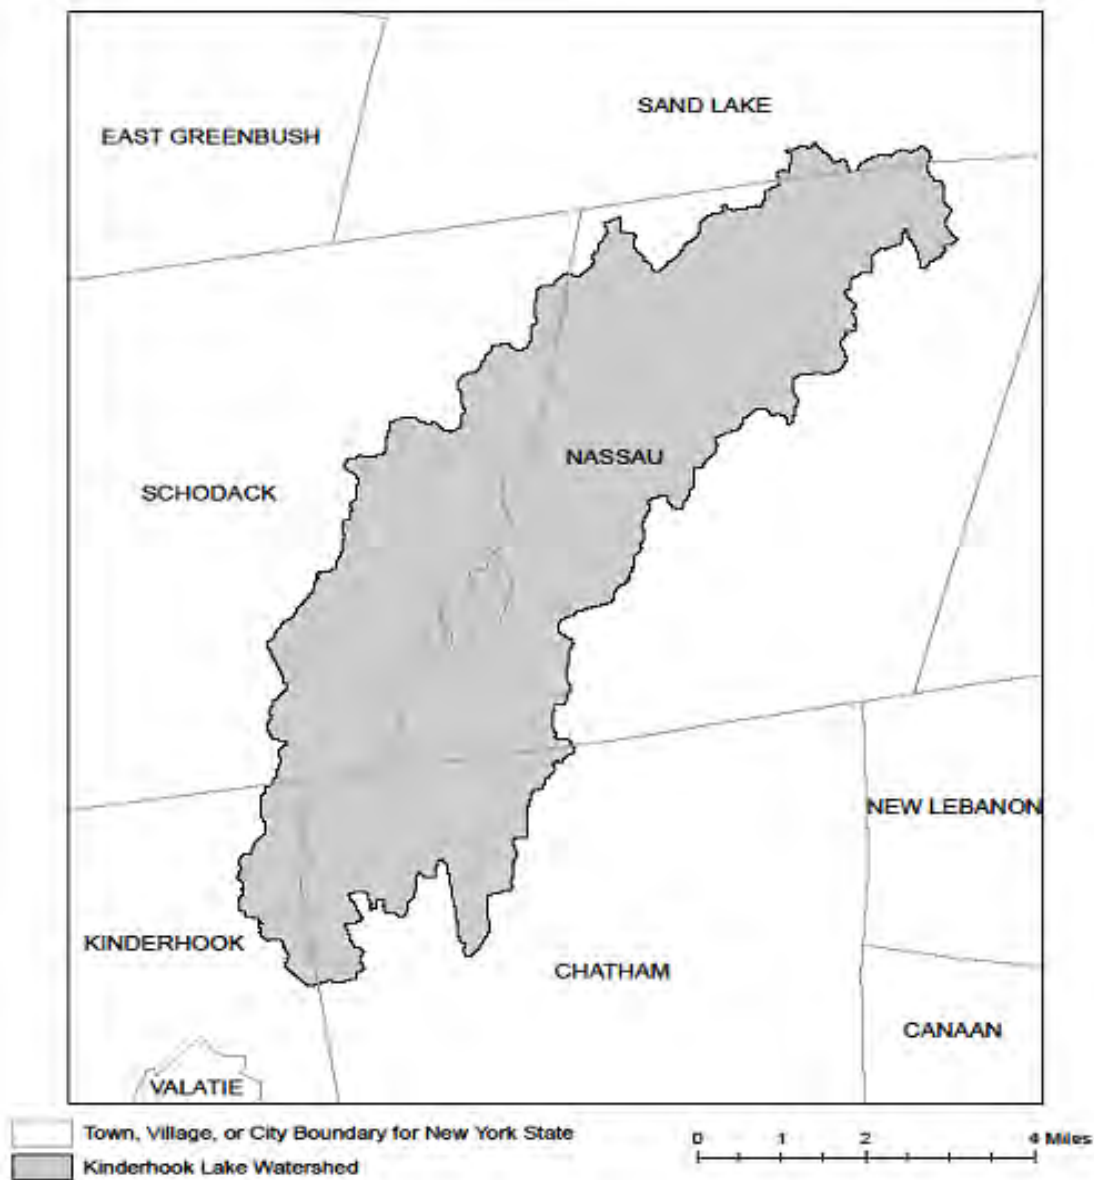 SAND LAKE
EAST GREENBUSH
NASSAU
SCHODACK
NEW LEBANON
KINDERHOOK
CHATHAM
CANAAN
VALATIE
Town, Village, or City Boundary for New York State
Kinderhook Lake Watershed
0 1 2 4 Miles